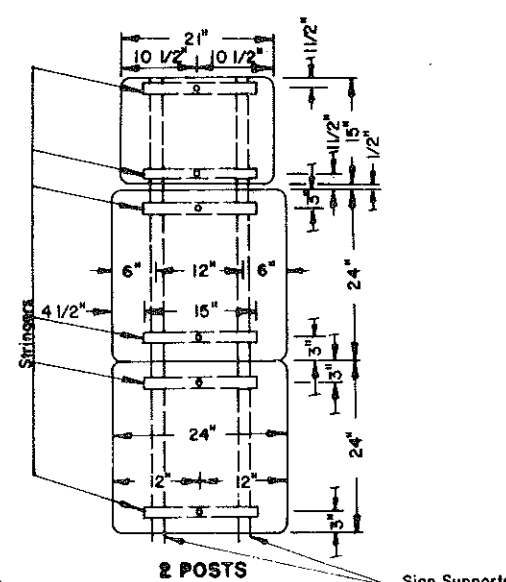 21"
10 1/2" 10 1/2"
1 1/2"
15"
1 1/2"
1/2"
3"
6" 12" 6"
24"
4 1/2" 15"
Stringers
3"
3"
24"
24"
12" 12"
3"
2 POSTS
Sign Supports